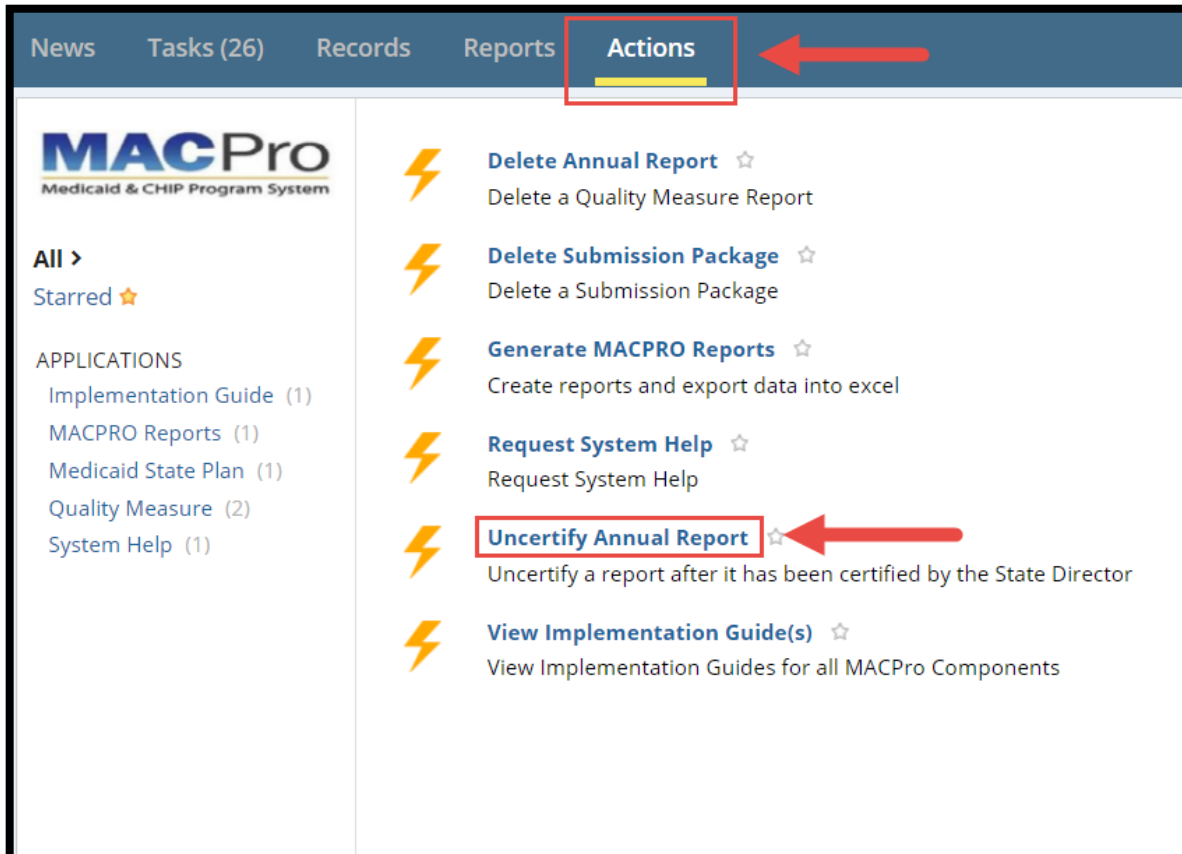 News Tasks (26) Records Reports Actions
MACPro
Medicaid & CHIP Program System
All >
Starred
APPLICATIONS
Implementation Guide (1)
MACPRO Reports (1)
Medicaid State Plan (1)
Quality Measure (2)
System Help (1)
Delete Annual Report
Delete a Quality Measure Report
Delete Submission Package
Delete a Submission Package
Generate MACPRO Reports
Create reports and export data into excel
Request System Help
Request System Help
Uncertify Annual Report
Uncertify a report after it has been certified by the State Director
View Implementation Guide(s)
View Implementation Guides for all MACPro Components